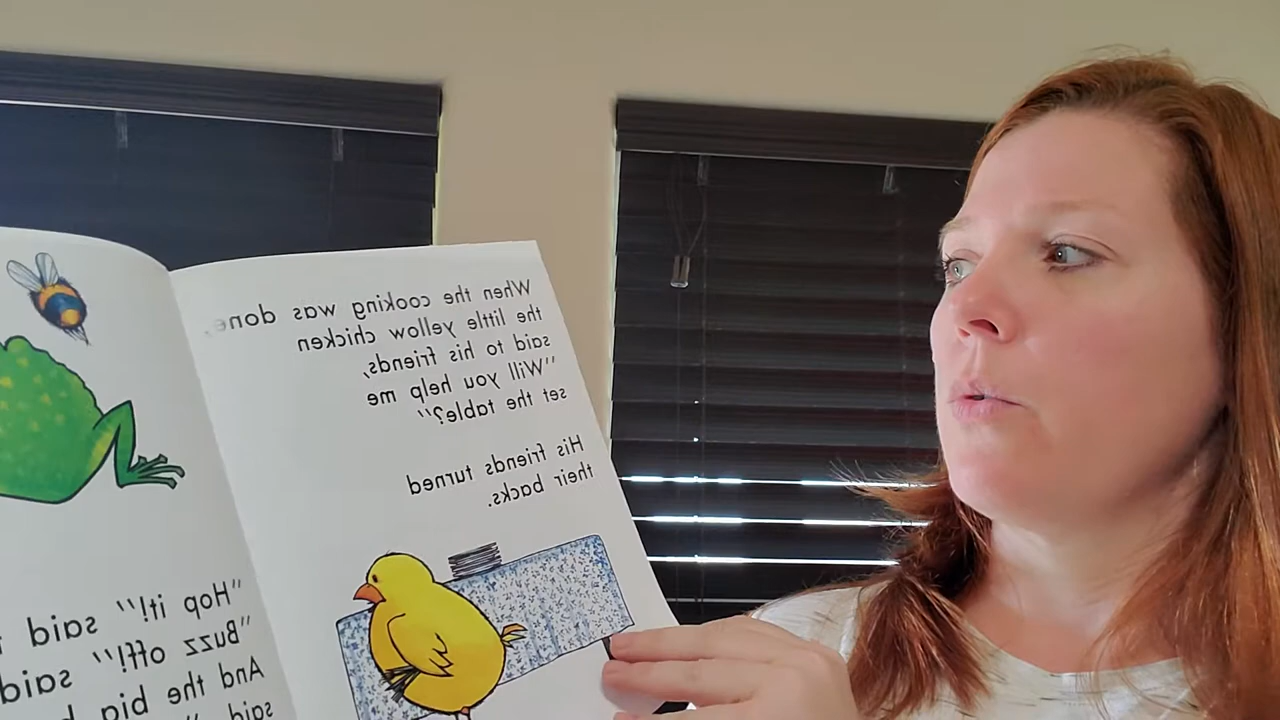 "Hop it!" said
"Buzz off!" said
And the big
said
When the cooking was done,
the little yellow chicken
said to his friends,
"Will you help me
set the table?"
His friends turned
their backs.